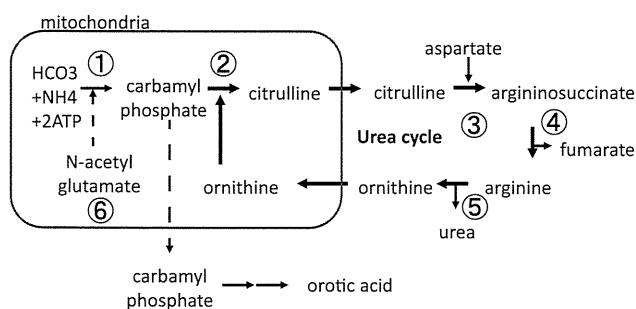 mitochondria
① ②
HCO3
+NH4
+2ATP
carbamyl
phosphate
citrulline
aspartate
citrulline
argininosuccinate
③
④
Urea cycle
fumarate
N-acetyl
glutamate
⑥
ornithine
ornithine
arginine
⑤
urea
carbamyl
phosphate
orotic acid